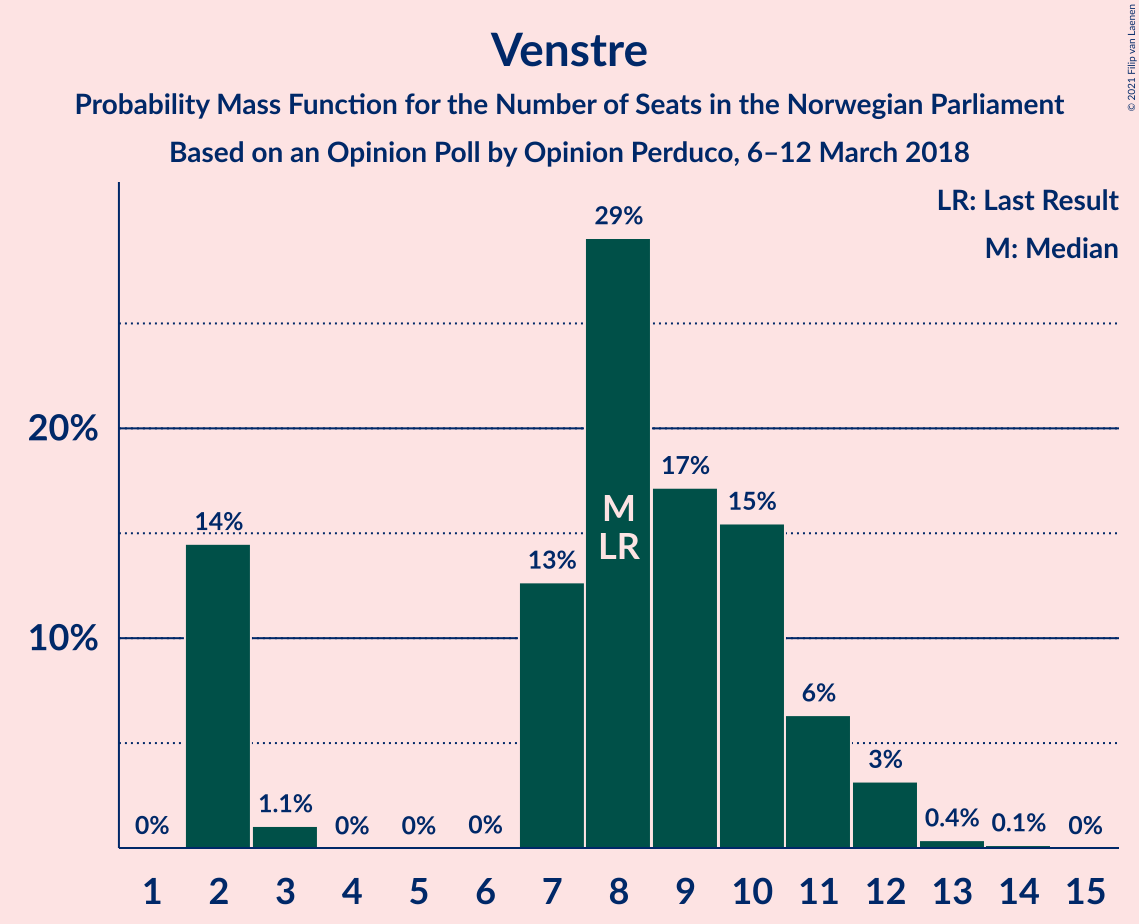 Venstre
Probability Mass Function for the Number of Seats in the Norwegian Parliament
Based on an Opinion Poll by Opinion Perduco, 6–12 March 2018
© 2021 Filip van Laenen
LR: Last Result
M: Median
20%
10%
0%
14%
1.1%
0%
0%
0%
13%
29%
M
LR
17%
15%
6%
3%
0.4%
0.1%
0%
1 2 3 4 5 6 7 8 9 10 11 12 13 14 15